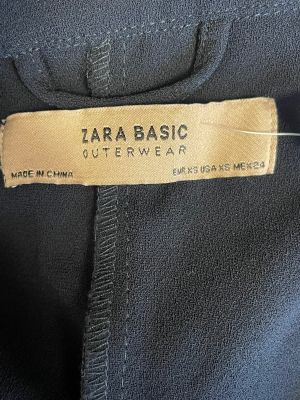 ZARA BASIC
OUTERWEAR
MADE IN CHINA
EUR XS USA XS MEX 24